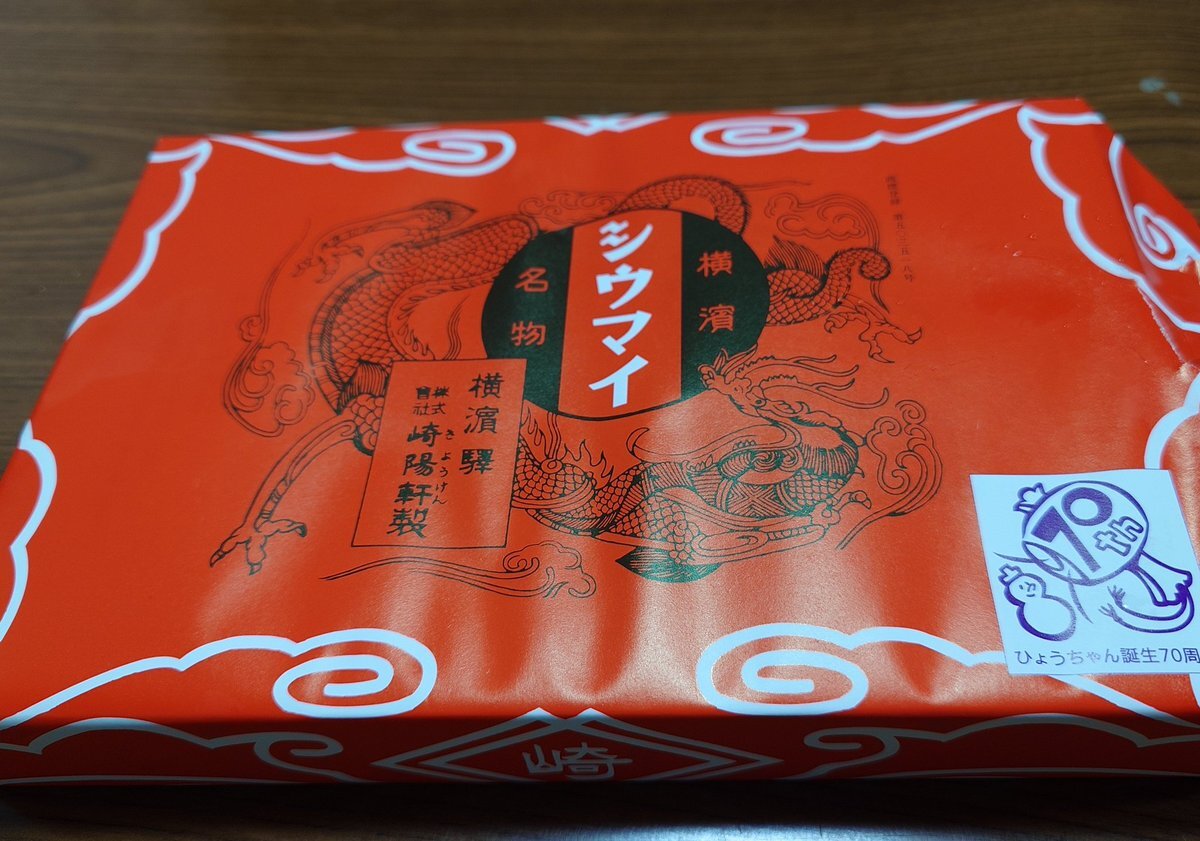 横濱
シウマイ
名物
横濱驛
株式
會社
崎陽軒製
きようけん
70th
ひょうちゃん誕生70周
崎